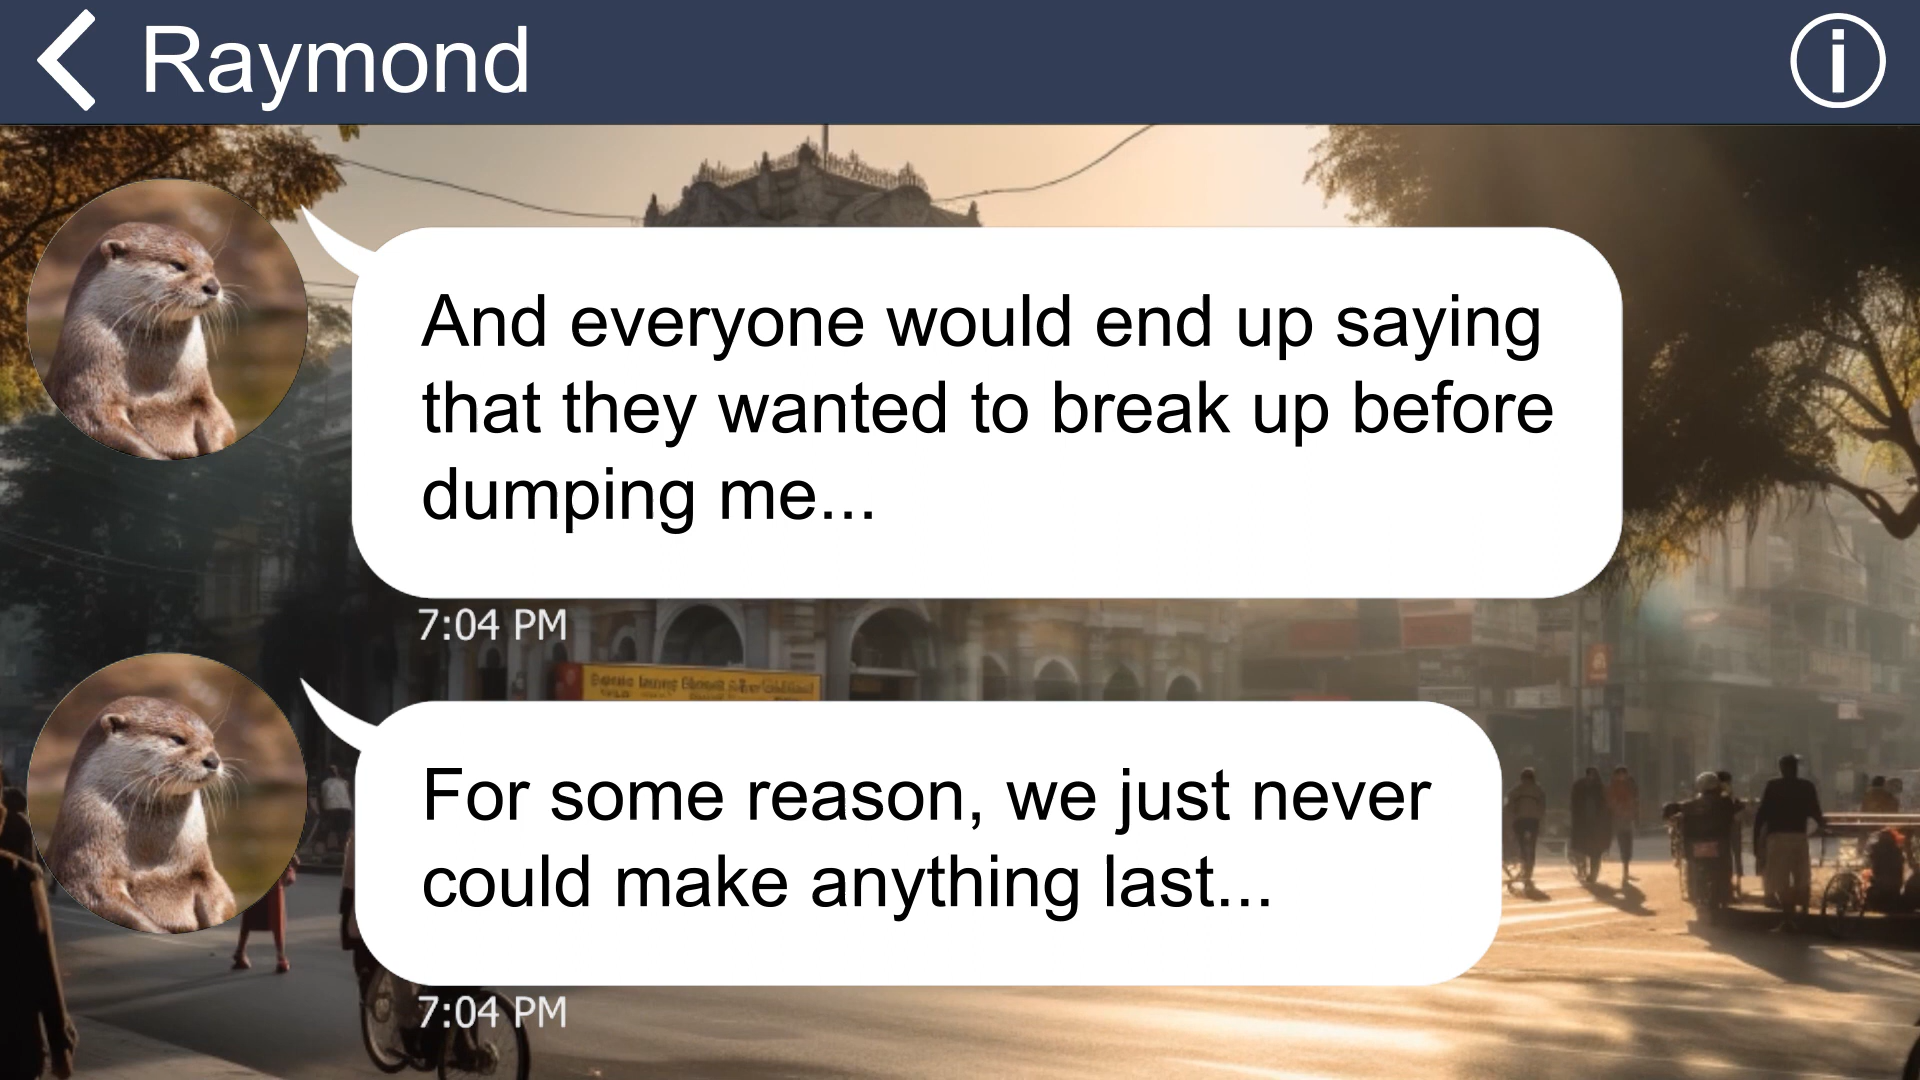 Raymond
And everyone would end up saying
that they wanted to break up before
dumping me...
7:04 PM
For some reason, we just never
could make anything last...
7:04 PM